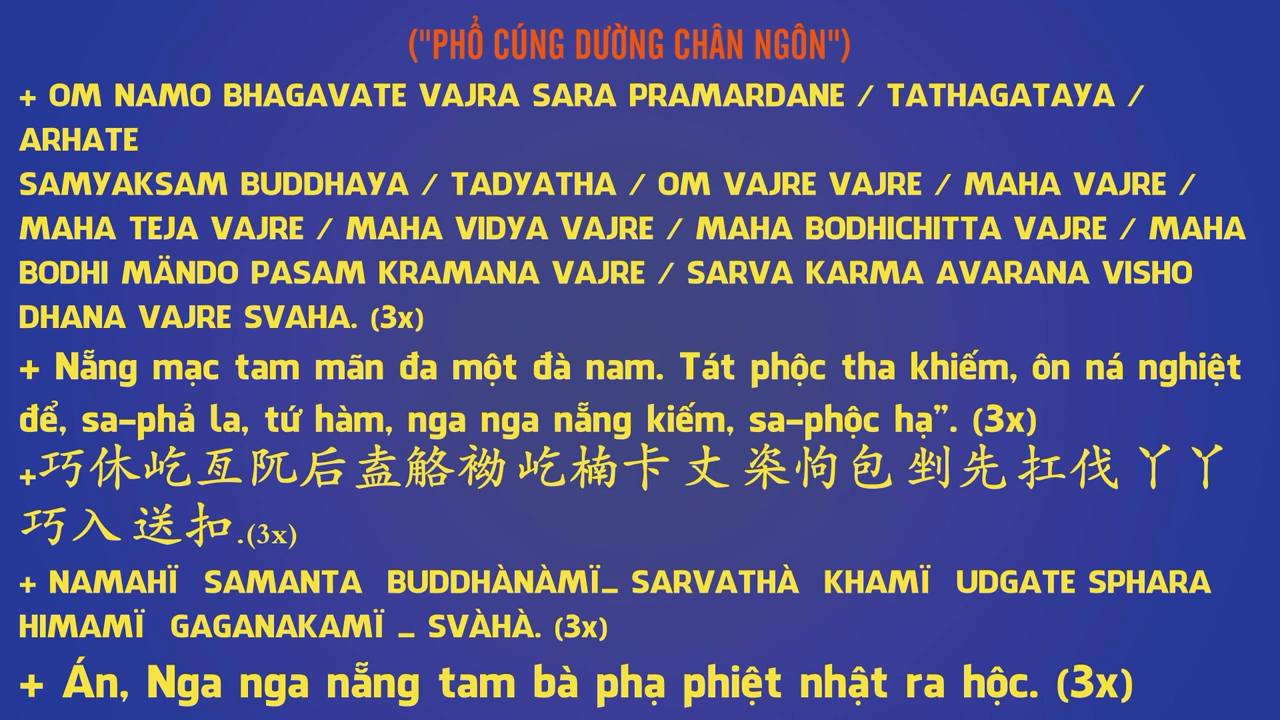 ("PHỔ CÚNG DƯỜNG CHÂN NGÔN")
+ OM NAMO BHAGAVATE VAJRA SARA PRAMARDANE / TATHAGATAYA /
ARHATE
SAMYAKSAM BUDDHAYA / TADYATHA / OM VAJRE VAJRE / MAHA VAJRE /
MAHA TEJA VAJRE / MAHA VIDYA VAJRE / MAHA BODHICHITTA VAJRE / MAHA
BODHI MÄNDO PASAM KRAMANA VAJRE / SARVA KARMA AVARANA VISHO
DHANA VAJRE SVAHA. (3x)
+ Nẵng mạc tam mãn đa một đà nam. Tát phộc tha khiếm, ôn ná nghiệt
để, sa-phả la, tứ hàm, nga nga nẵng kiếm, sa-phộc hạ”. (3x)
+巧休屹亙阢后盍觡袎屹楠卡丈楶恦包剉先扛伐丫丫
巧入送扣.(3x)
+ NAMAHÏ SAMANTA BUDDHÀNÀMÏ_ SARVATHÀ KHAMÏ UDGATE SPHARA
HIMAMÏ GAGANAKAMÏ _ SVÀHÀ. (3x)
+ Án, Nga nga nẵng tam bà phạ phiệt nhật ra hộc. (3x)